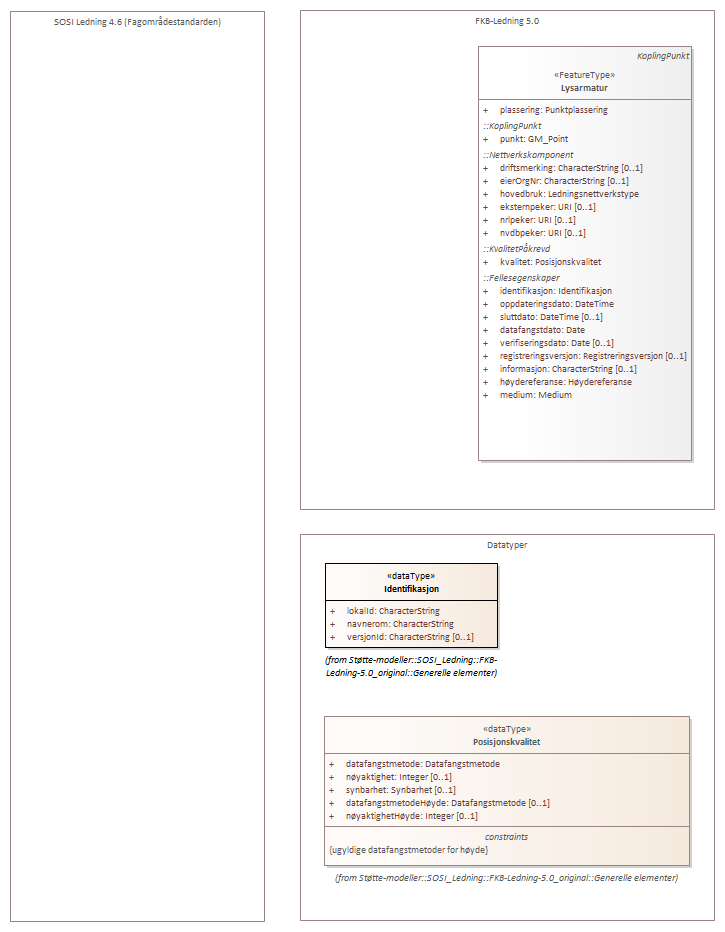 SOSI Ledning 4.6 (Fagområdestandarden)
FKB-Ledning 5.0
KoplingPunkt
«FeatureType»
Lysarmatur
+ plassering: Punktplassering
::KoplingPunkt
+ punkt: GM_Point
::Nettverkskomponent
+ driftsmerking: CharacterString [0..1]
+ eierOrgNr: CharacterString [0..1]
+ hovedbruk: Ledningsnettverkstype
+ eksternpeker: URI [0..1]
+ nrlpeker: URI [0..1]
+ nvdbpeker: URI [0..1]
::KvalitetPåkrevd
+ kvalitet: Posisjonskvalitet
::Fellesegenskaper
+ identifikasjon: Identifikasjon
+ oppdateringsdato: DateTime
+ sluttdato: DateTime [0..1]
+ datafangstdato: Date
+ verifiseringsdato: Date [0..1]
+ registreringsversjon: Registreringsversjon [0..1]
+ informasjon: CharacterString [0..1]
+ høydereferanse: Høydereferanse
+ medium: Medium
Datatyper
«dataType»
Identifikasjon
+ lokalId: CharacterString
+ navnerom: CharacterString
+ versjonId: CharacterString [0..1]
(from Støtte-modeller::SOSI_Ledning::FKB-
Ledning-5.0_original::Generelle elementer)
«dataType»
Posisjonskvalitet
+ datafangstmetode: Datafangstmetode
+ nøyaktighet: Integer [0..1]
+ synbarhet: Synbarhet [0..1]
+ datafangstmetodeHøyde: Datafangstmetode [0..1]
+ nøyaktighetHøyde: Integer [0..1]
constraints
{ugyldige datafangstmetoder for høyde}
(from Støtte-modeller::SOSI_Ledning::FKB-Ledning-5.0_original::Generelle elementer)